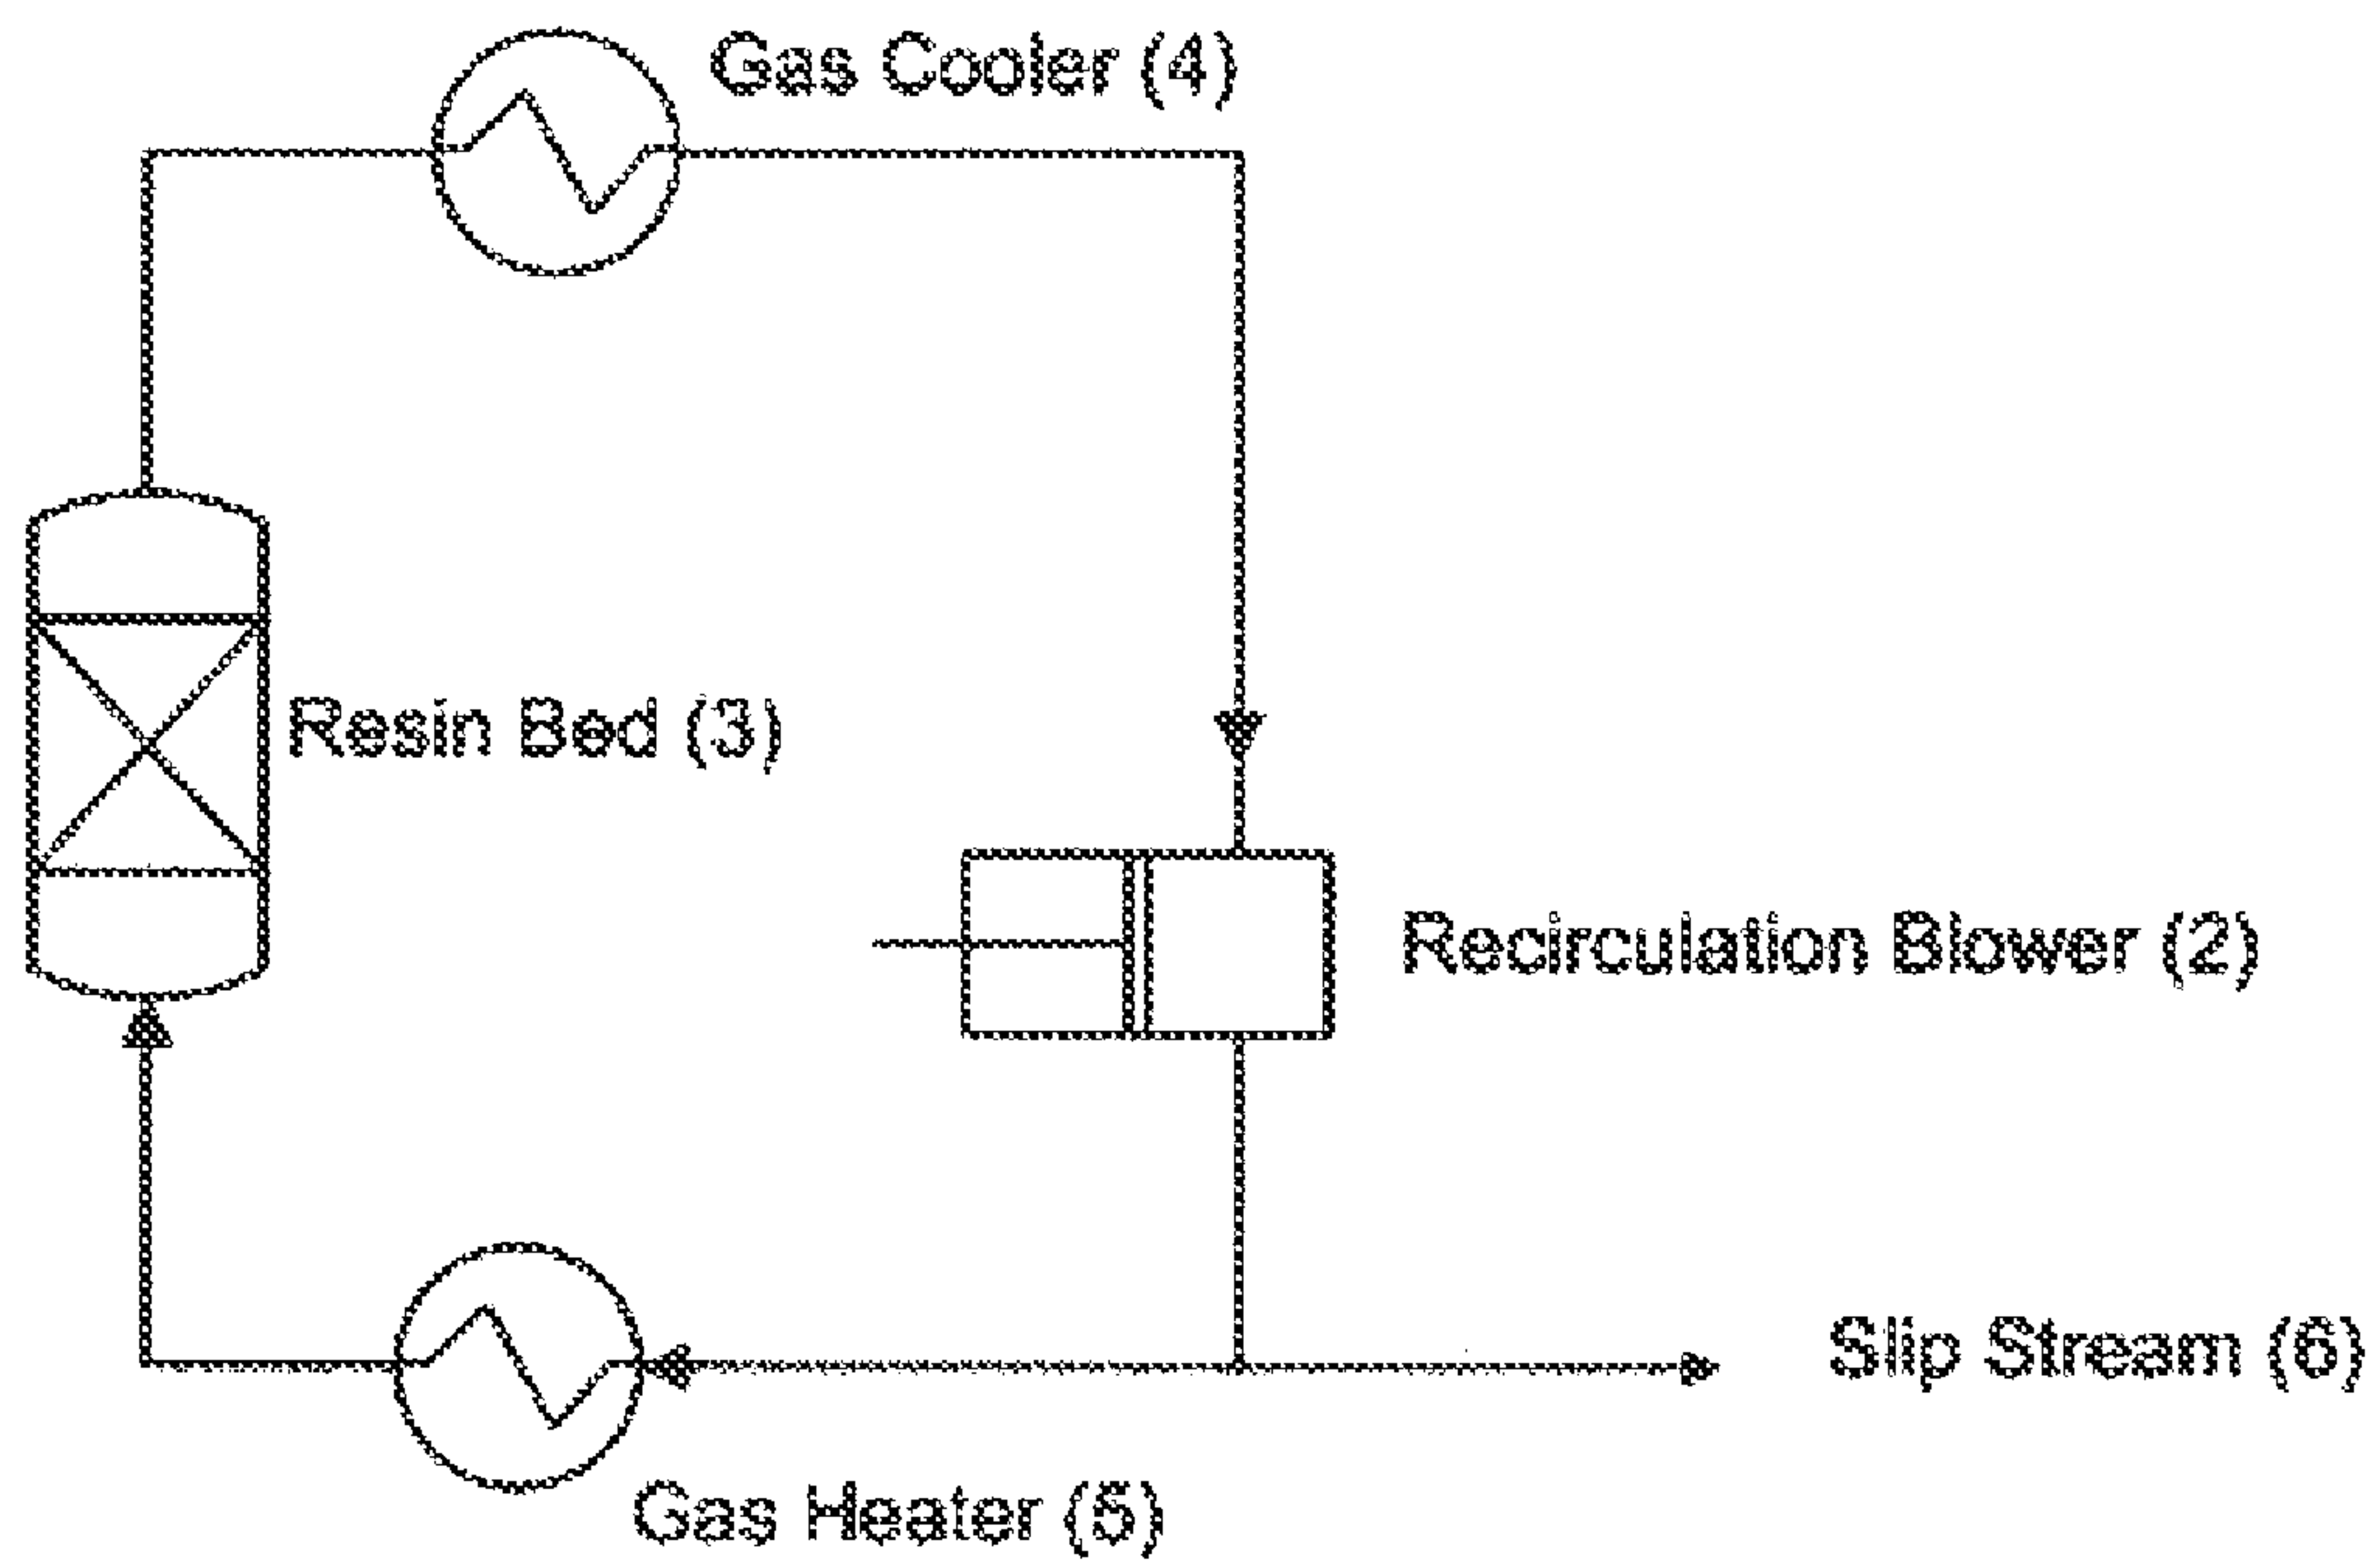 Gas Cooler (4)
Resin Bed (3)
Recirculation Blower (2)
Slip Stream (6)
Gas Heater (5)